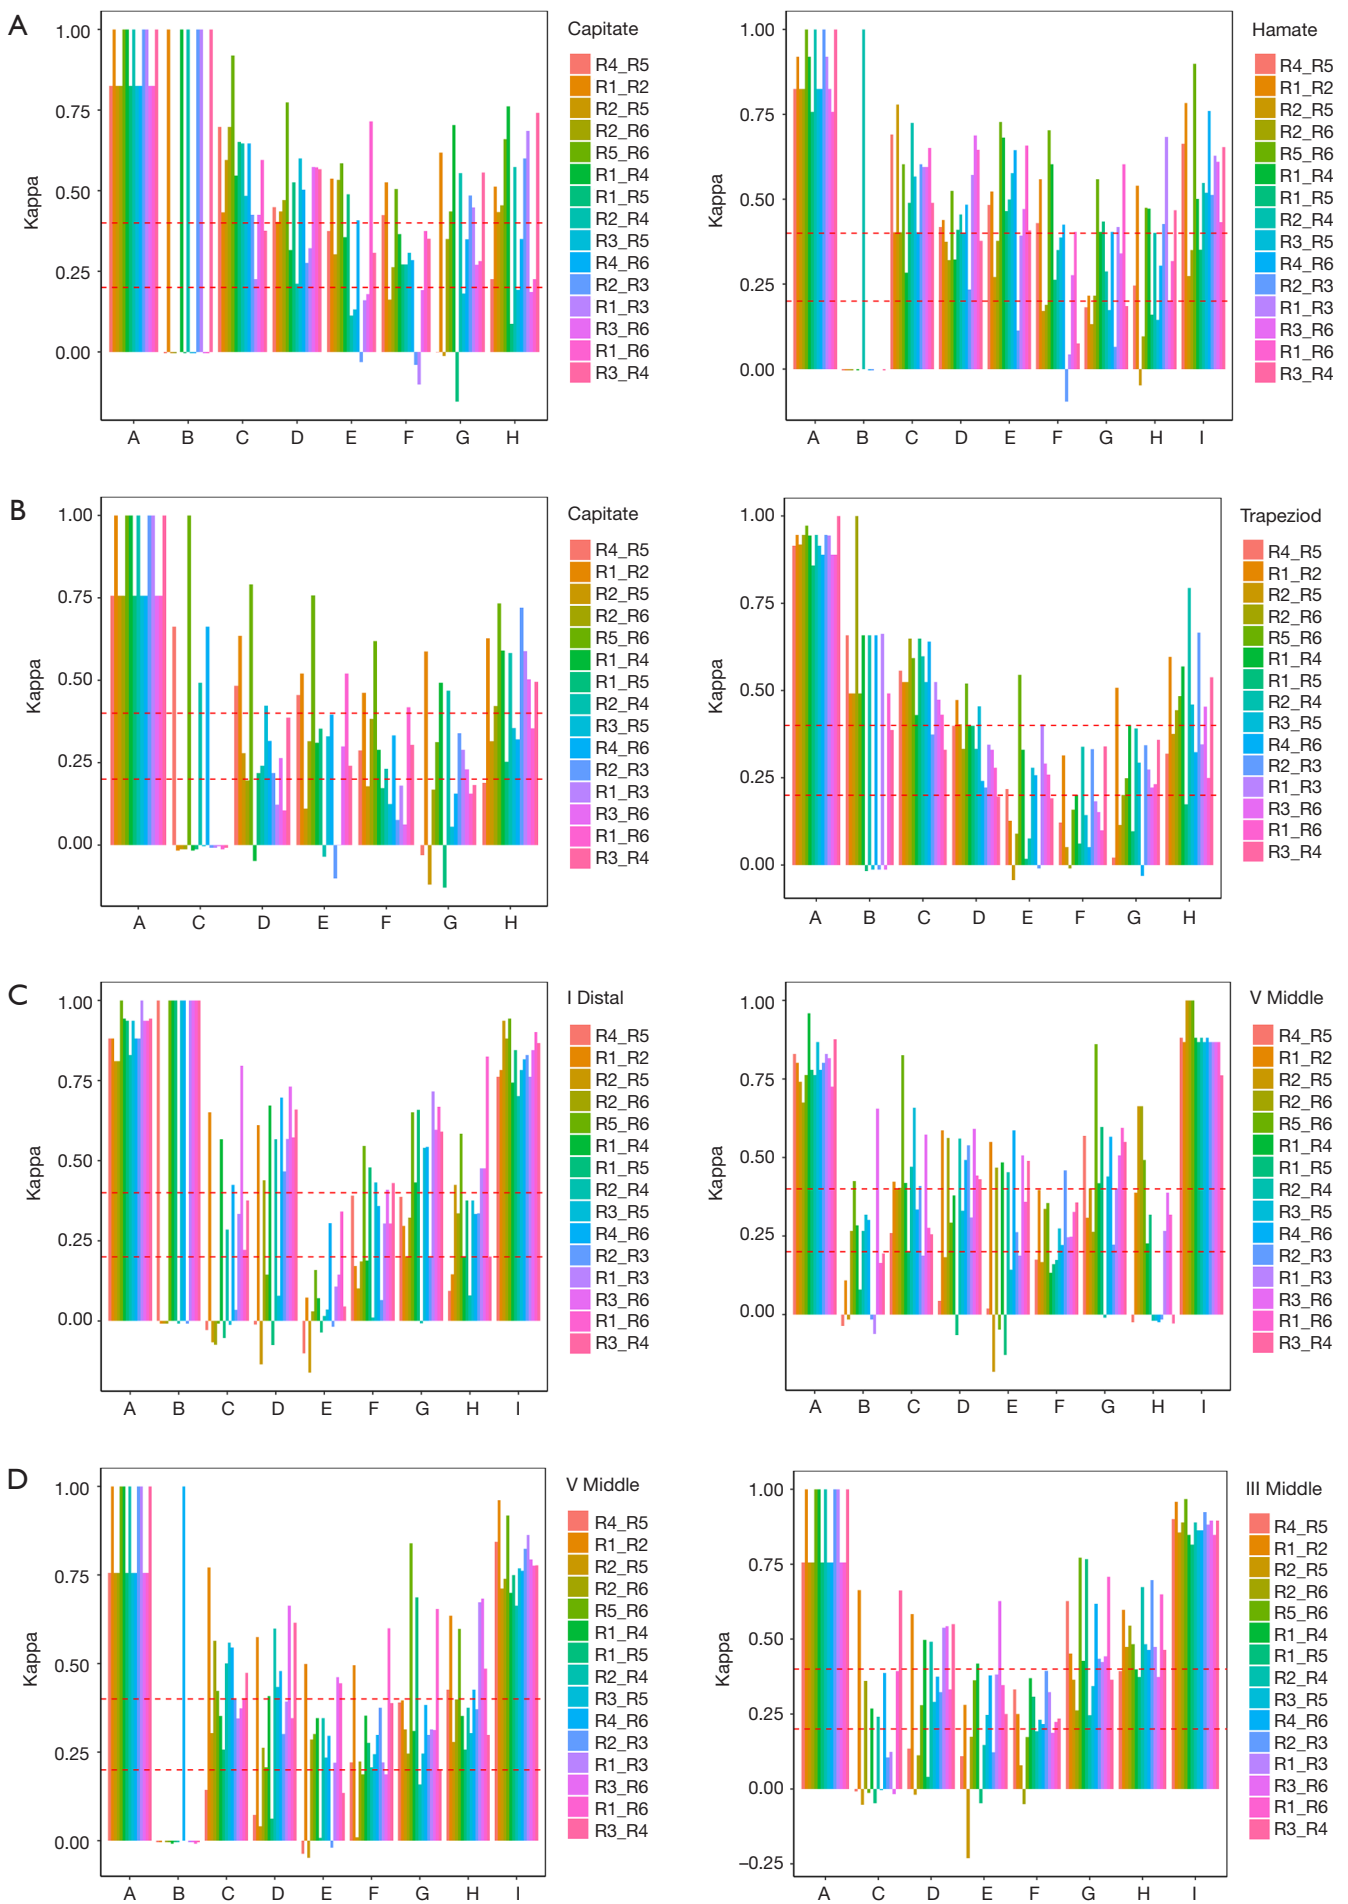 A
Capitate
R4_R5
R1_R2
R2_R5
R2_R6
R5_R6
R1_R4
R1_R5
R2_R4
R3_R5
R4_R6
R2_R3
R1_R3
R3_R6
R1_R6
R3_R4
Kappa
1.00
0.75
0.50
0.25
0.00
A B C D E F G H
Hamate
R4_R5
R1_R2
R2_R5
R2_R6
R5_R6
R1_R4
R1_R5
R2_R4
R3_R5
R4_R6
R2_R3
R1_R3
R3_R6
R1_R6
R3_R4
Kappa
1.00
0.75
0.50
0.25
0.00
A B C D E F G H I
B
Capitate
R4_R5
R1_R2
R2_R5
R2_R6
R5_R6
R1_R4
R1_R5
R2_R4
R3_R5
R4_R6
R2_R3
R1_R3
R3_R6
R1_R6
R3_R4
Kappa
1.00
0.75
0.50
0.25
0.00
A C D E F G H
Trapeziod
R4_R5
R1_R2
R2_R5
R2_R6
R5_R6
R1_R4
R1_R5
R2_R4
R3_R5
R4_R6
R2_R3
R1_R3
R3_R6
R1_R6
R3_R4
Kappa
1.00
0.75
0.50
0.25
0.00
A B C D E F G H
C
I Distal
R4_R5
R1_R2
R2_R5
R2_R6
R5_R6
R1_R4
R1_R5
R2_R4
R3_R5
R4_R6
R2_R3
R1_R3
R3_R6
R1_R6
R3_R4
Kappa
1.00
0.75
0.50
0.25
0.00
A B C D E F G H I
V Middle
R4_R5
R1_R2
R2_R5
R2_R6
R5_R6
R1_R4
R1_R5
R2_R4
R3_R5
R4_R6
R2_R3
R1_R3
R3_R6
R1_R6
R3_R4
Kappa
1.00
0.75
0.50
0.25
0.00
A B C D E F G H I
D
V Middle
R4_R5
R1_R2
R2_R5
R2_R6
R5_R6
R1_R4
R1_R5
R2_R4
R3_R5
R4_R6
R2_R3
R1_R3
R3_R6
R1_R6
R3_R4
Kappa
1.00
0.75
0.50
0.25
0.00
A B C D E F G H I
III Middle
R4_R5
R1_R2
R2_R5
R2_R6
R5_R6
R1_R4
R1_R5
R2_R4
R3_R5
R4_R6
R2_R3
R1_R3
R3_R6
R1_R6
R3_R4
Kappa
1.00
0.75
0.50
0.25
0.00
−0.25
A C D E F G H I